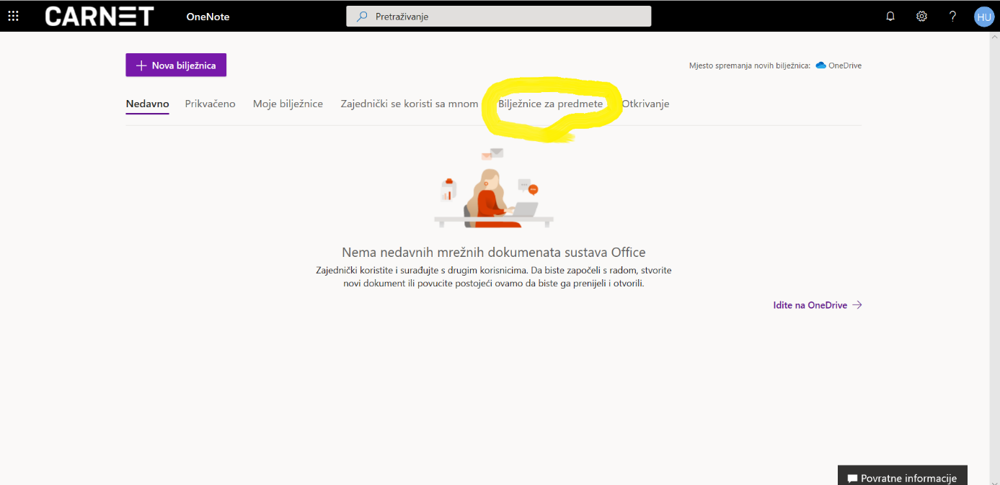 CARNET
OneNote
Pretraživanje
?
HU
+ Nova bilježnica
Mjesto spremanja novih bilježnica: OneDrive
Nedavno Prikvačeno Moje bilježnice Zajednički se koristi sa mnom Bilježnice za predmete Otkrivanje
Nema nedavnih mrežnih dokumenata sustava Office
Zajednički koristite i surađujte s drugim korisnicima. Da biste započeli s radom, stvorite
novi dokument ili povucite postojeći ovamo da biste ga prenijeli i otvorili.
Idite na OneDrive →
Povratne informacije